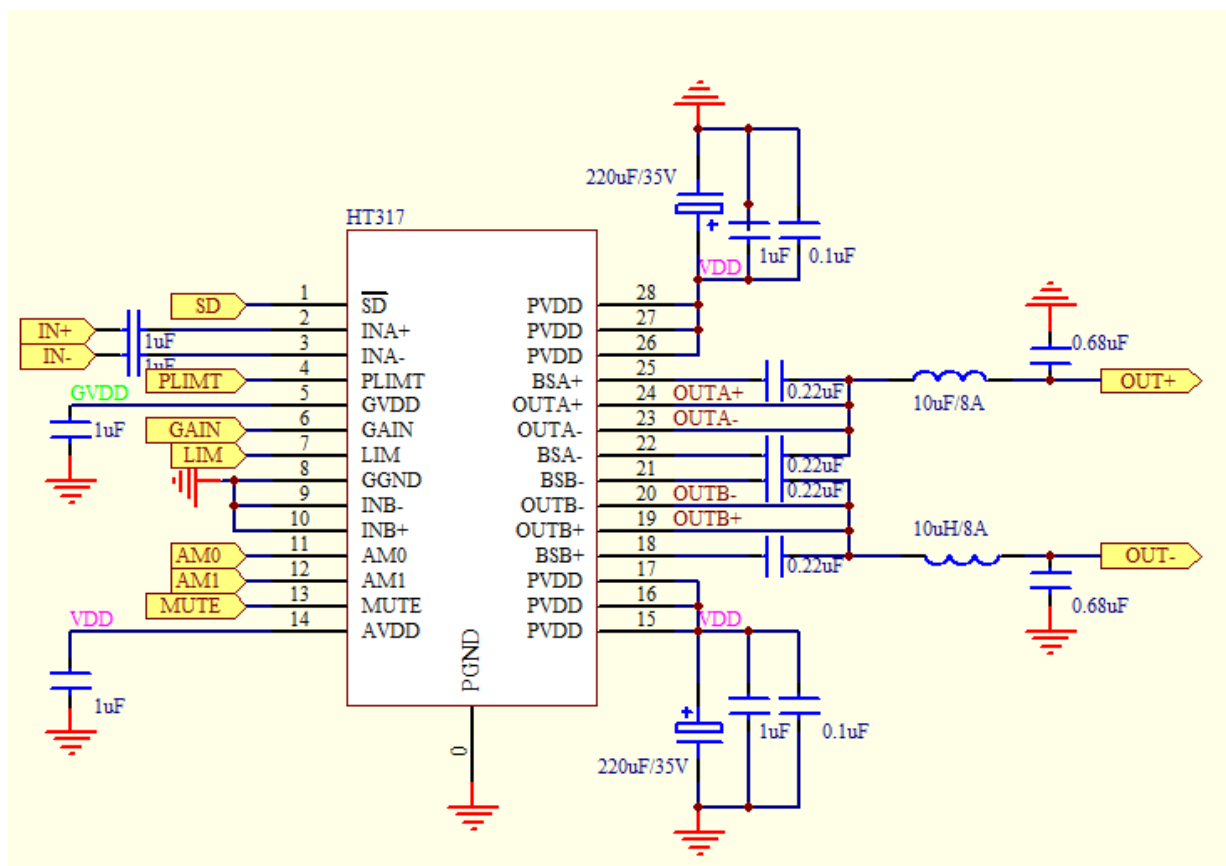 220uF/35V
1uF
0.1uF
VDD
HT317
SD
1
SD
PVDD
28
IN+
1uF
2
INA+
PVDD
27
IN-
1uF
3
INA-
PVDD
26
PLIMT
4
PLIMT
BSA+
25
0.22uF
10uF/8A
0.68uF
OUT+
GVDD
1uF
5
GVDD
OUTA+
24
OUTA+
GAIN
6
GAIN
OUTA-
23
OUTA-
LIM
7
LIM
BSA-
22
0.22uF
8
GGND
BSB-
21
0.22uF
9
INB-
OUTB-
20
OUTB-
10
INB+
OUTB+
19
OUTB+
AM0
11
AM0
BSB+
18
0.22uF
10uH/8A
OUT-
0.68uF
AM1
12
AM1
PVDD
17
MUTE
13
MUTE
PVDD
16
VDD
14
AVDD
PVDD
15
VDD
1uF
PGND
0
220uF/35V
1uF
0.1uF